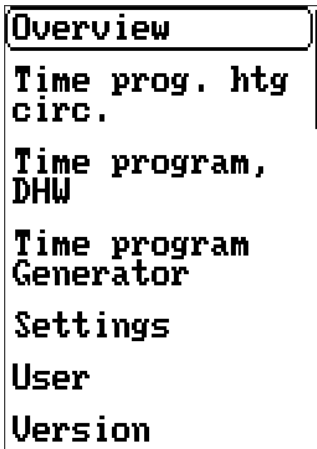 Overview
Time prog. htg
circ.
Time program,
DHW
Time program
Generator
Settings
User
Version